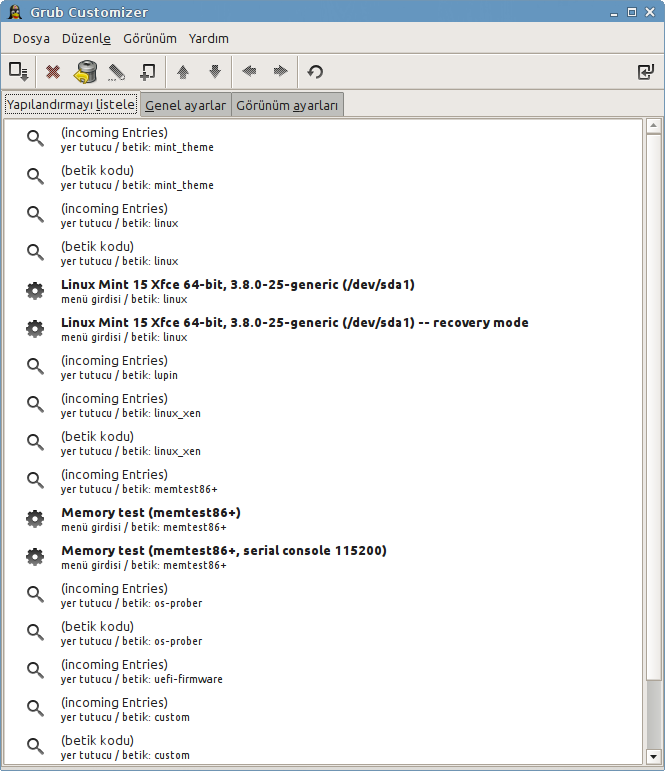 Grub Customizer
Dosya Düzenle Görünüm Yardım
Yapılandırmayı listele Genel ayarlar Görünüm ayarları
(incoming Entries)
yer tutucu / betik: mint_theme
(betik kodu)
yer tutucu / betik: mint_theme
(incoming Entries)
yer tutucu / betik: linux
(betik kodu)
yer tutucu / betik: linux
Linux Mint 15 Xfce 64-bit, 3.8.0-25-generic (/dev/sda1)
menü girdisi / betik: linux
Linux Mint 15 Xfce 64-bit, 3.8.0-25-generic (/dev/sda1) -- recovery mode
menü girdisi / betik: linux
(incoming Entries)
yer tutucu / betik: lupin
(incoming Entries)
yer tutucu / betik: linux_xen
(betik kodu)
yer tutucu / betik: linux_xen
(incoming Entries)
yer tutucu / betik: memtest86+
Memory test (memtest86+)
menü girdisi / betik: memtest86+
Memory test (memtest86+, serial console 115200)
menü girdisi / betik: memtest86+
(incoming Entries)
yer tutucu / betik: os-prober
(betik kodu)
yer tutucu / betik: os-prober
(incoming Entries)
yer tutucu / betik: uefi-firmware
(incoming Entries)
yer tutucu / betik: custom
(betik kodu)
yer tutucu / betik: custom